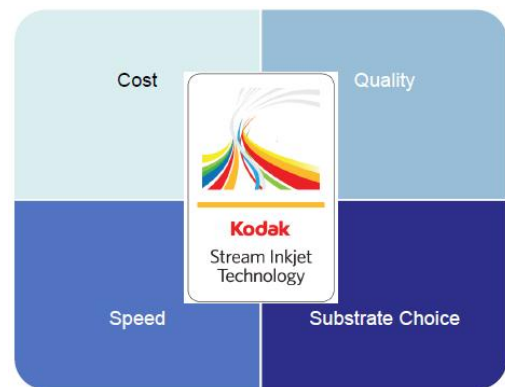 Cost
Quality
Kodak
Stream Inkjet
Technology
Speed
Substrate Choice